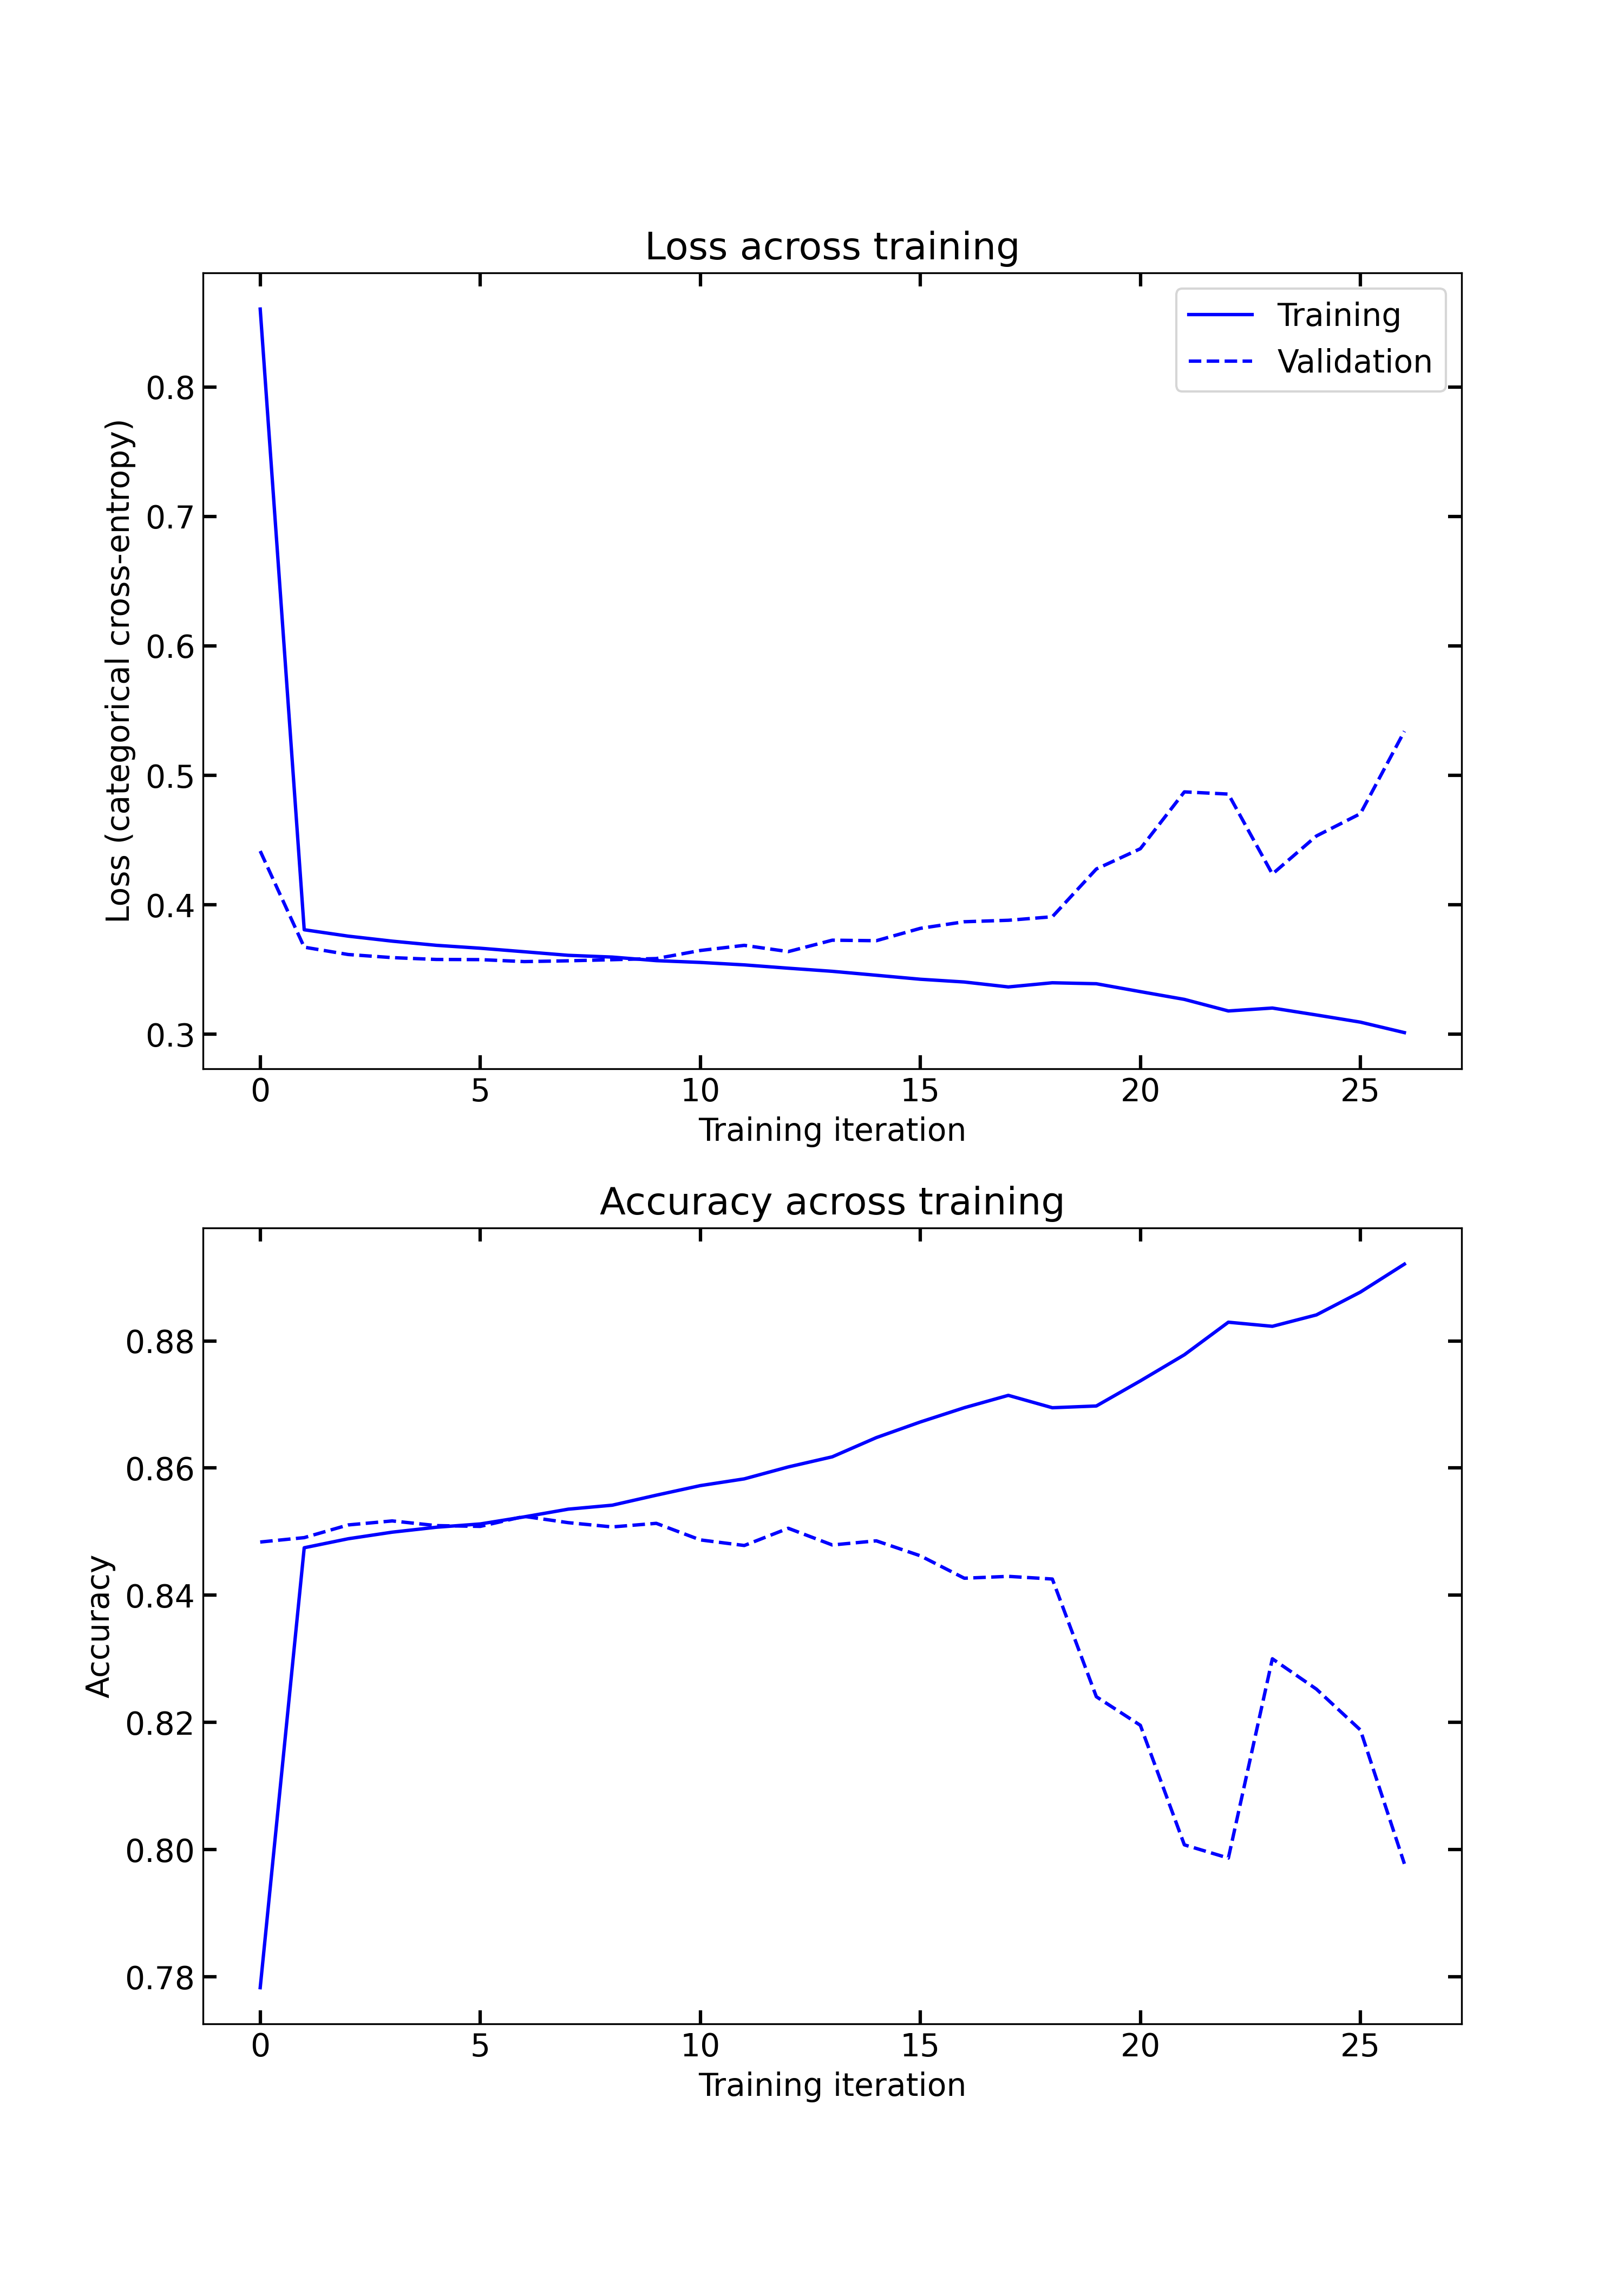 Loss across training
Training
Validation
Loss (categorical cross-entropy)
0.8
0.7
0.6
0.5
0.4
0.3
0 5 10 15 20 25
Training iteration
Accuracy across training
Accuracy
0.88
0.86
0.84
0.82
0.80
0.78
0 5 10 15 20 25
Training iteration